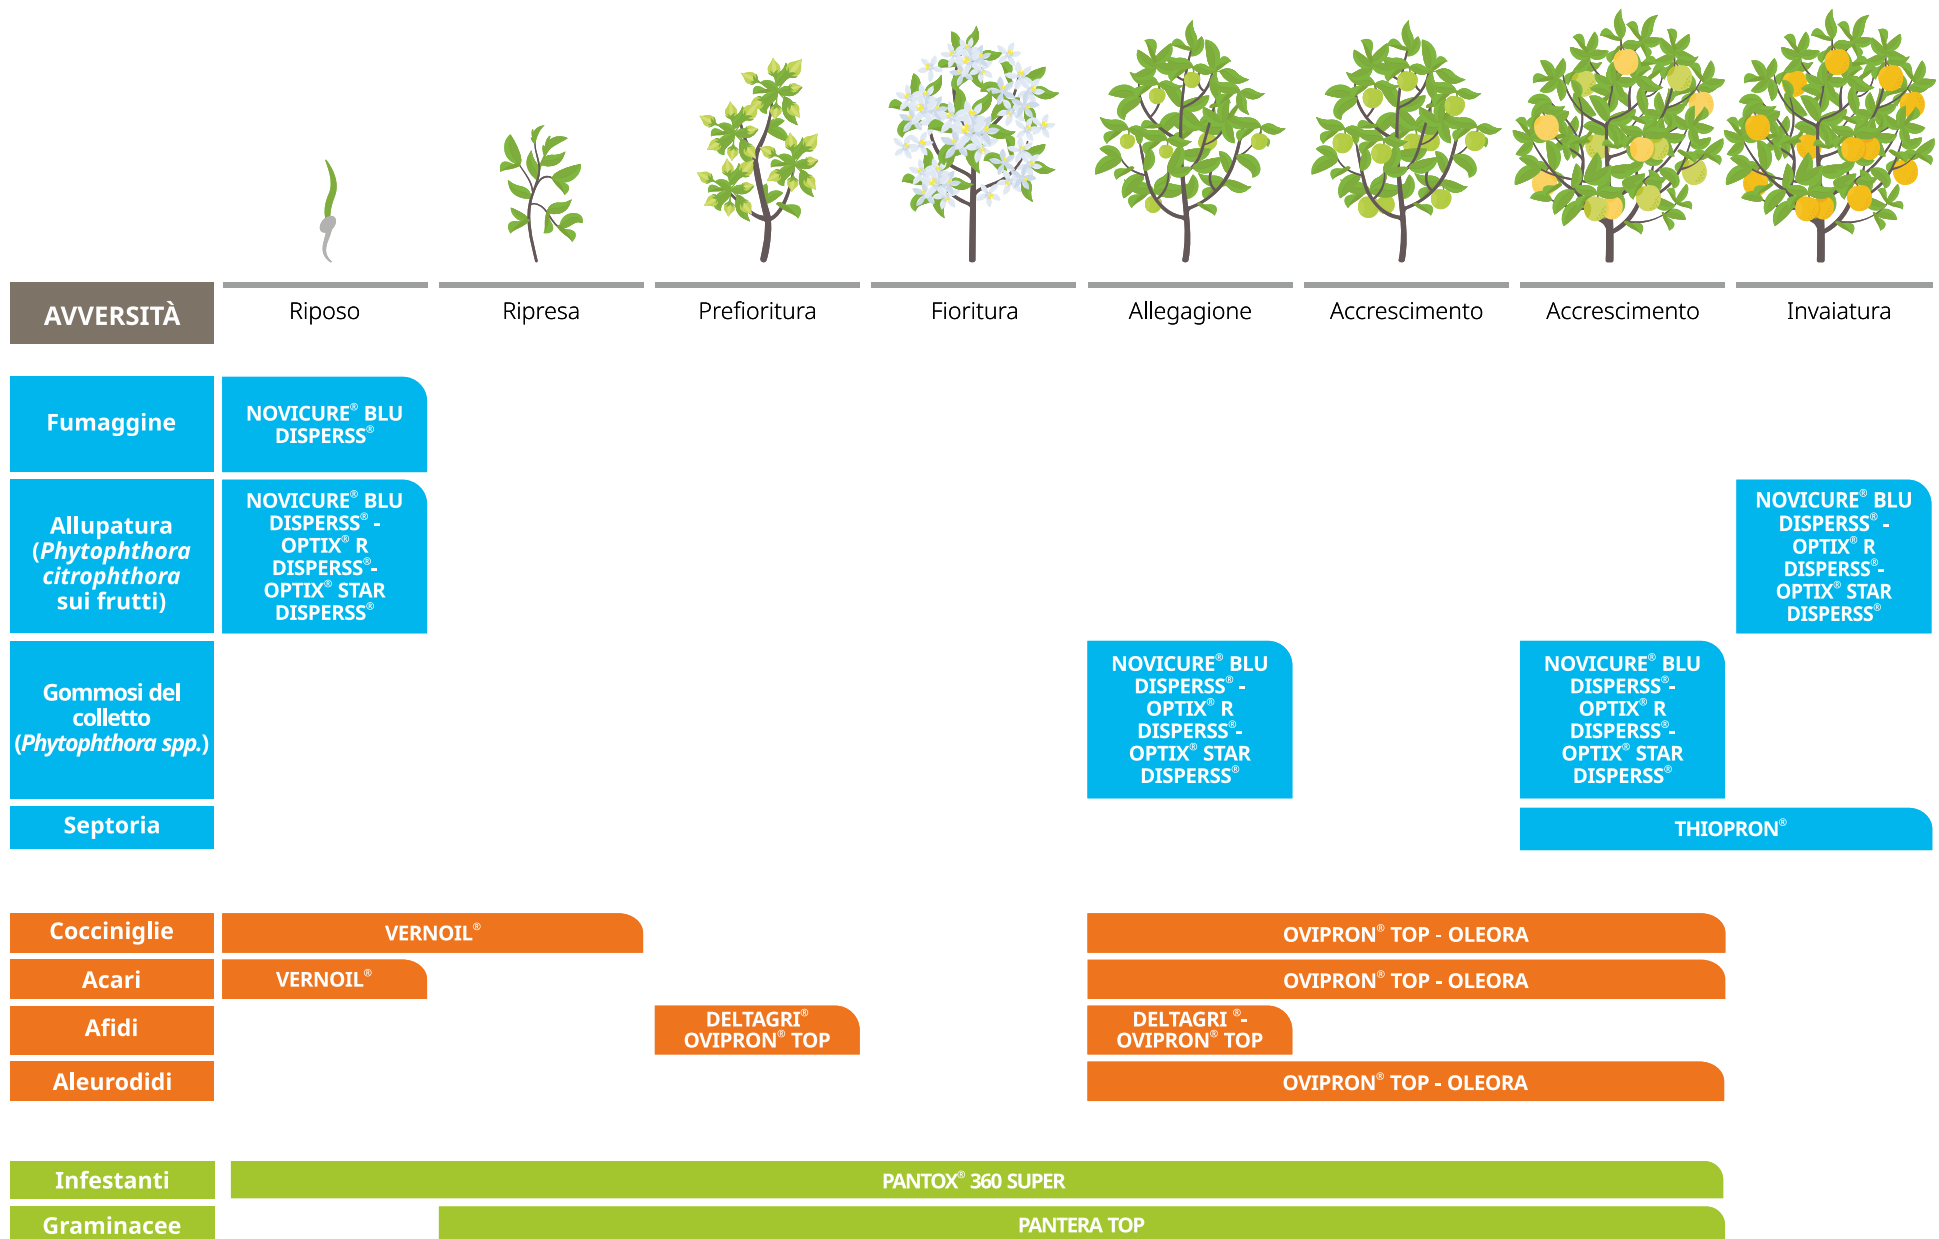 AVVERSITÀ
Riposo
Ripresa
Prefioritura
Fioritura
Allegagione
Accrescimento
Accrescimento
Invaiatura
Fumaggine
NOVICURE® BLU
DISPERSS®
Allupatura
(Phytophthora
citrophthora
sui frutti)
NOVICURE® BLU
DISPERSS® -
OPTIX® R
DISPERSS®-
OPTIX® STAR
DISPERSS®
NOVICURE® BLU
DISPERSS® -
OPTIX® R
DISPERSS®-
OPTIX® STAR
DISPERSS®
Gommosi del
colletto
(Phytophthora spp.)
NOVICURE® BLU
DISPERSS® -
OPTIX® R
DISPERSS®-
OPTIX® STAR
DISPERSS®
NOVICURE® BLU
DISPERSS®-
OPTIX® R
DISPERSS®-
OPTIX® STAR
DISPERSS®
Septoria
THIOPRON®
Cocciniglie
VERNOIL®
OVIPRON® TOP - OLEORA
Acari
VERNOIL®
OVIPRON® TOP - OLEORA
Afidi
DELTAGRI®
OVIPRON® TOP
DELTAGRI ®-
OVIPRON® TOP
Aleurodidi
OVIPRON® TOP - OLEORA
Infestanti
PANTOX® 360 SUPER
Graminacee
PANTERA TOP